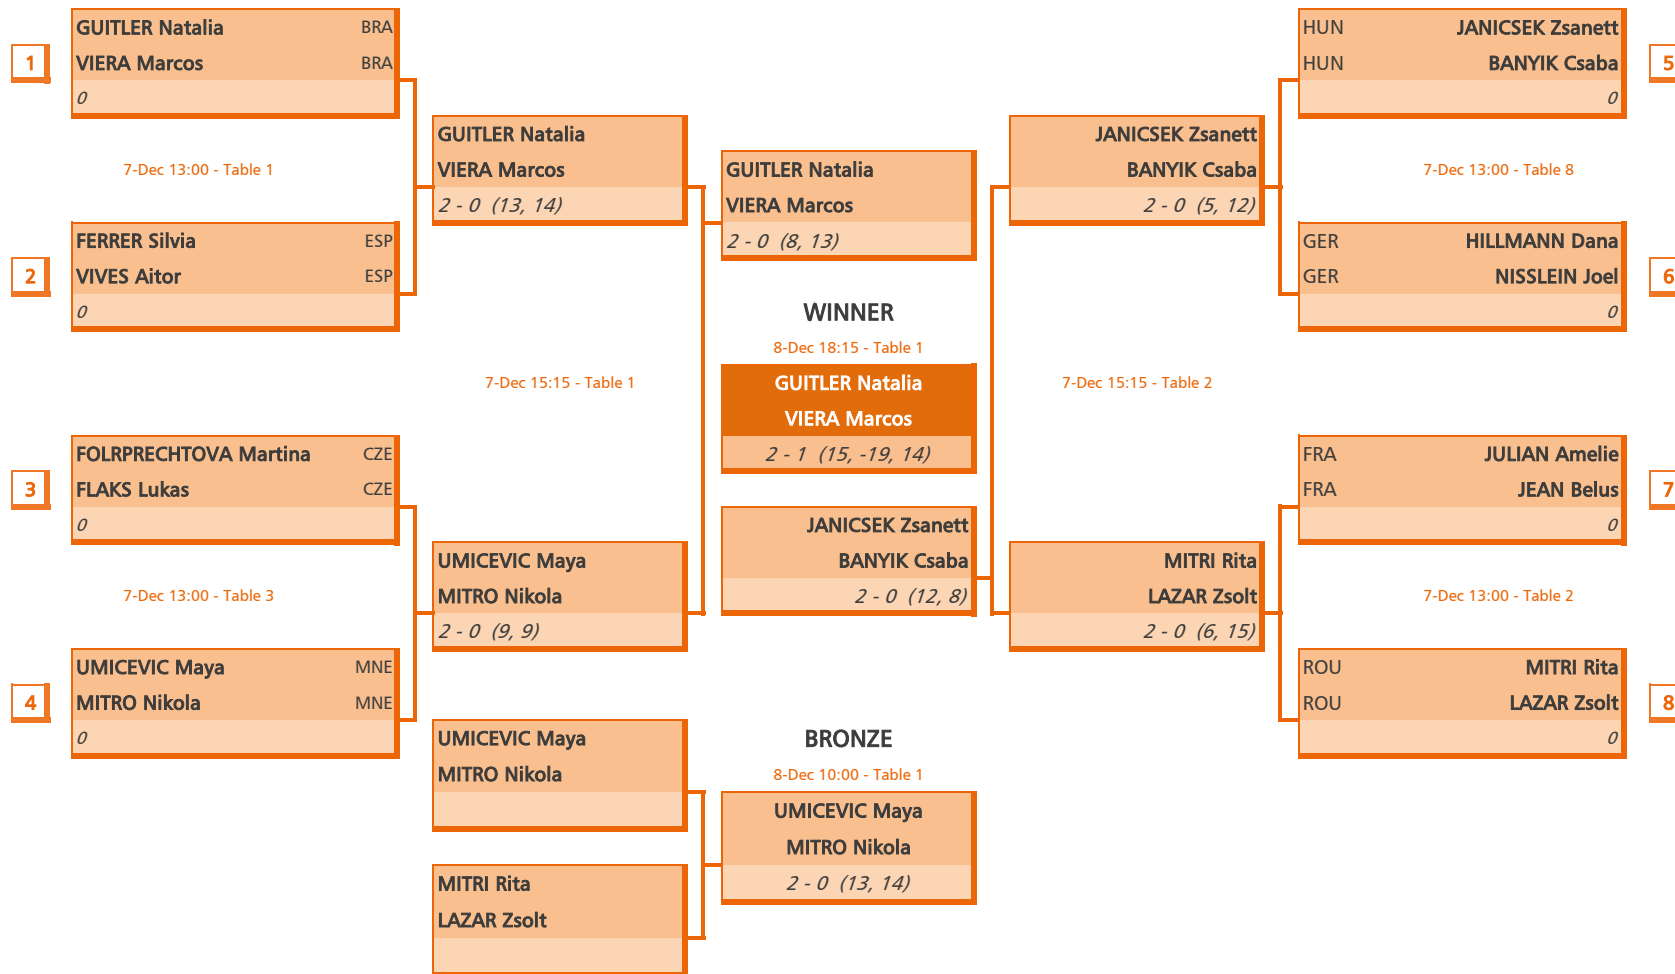 1
GUITLER Natalia BRA
VIERA Marcos BRA
0
7-Dec 13:00 - Table 1
2
FERRER Silvia ESP
VIVES Aitor ESP
0
3
FOLRPRECHTOVA Martina CZE
FLAKS Lukas CZE
0
7-Dec 13:00 - Table 3
4
UMICEVIC Maya MNE
MITRO Nikola MNE
0
GUITLER Natalia
VIERA Marcos
2 - 0 (13, 14)
7-Dec 15:15 - Table 1
UMICEVIC Maya
MITRO Nikola
2 - 0 (9, 9)
UMICEVIC Maya
MITRO Nikola
MITRI Rita
LAZAR Zsolt
GUITLER Natalia
VIERA Marcos
2 - 0 (8, 13)
WINNER
8-Dec 18:15 - Table 1
GUITLER Natalia
VIERA Marcos
2 - 1 (15, -19, 14)
JANICSEK Zsanett
BANYIK Csaba
2 - 0 (12, 8)
BRONZE
8-Dec 10:00 - Table 1
UMICEVIC Maya
MITRO Nikola
2 - 0 (13, 14)
JANICSEK Zsanett
BANYIK Csaba
2 - 0 (5, 12)
7-Dec 15:15 - Table 2
MITRI Rita
LAZAR Zsolt
2 - 0 (6, 15)
HUN JANICSEK Zsanett
HUN BANYIK Csaba
0
5
7-Dec 13:00 - Table 8
GER HILLMANN Dana
GER NISSLEIN Joel
0
6
FRA JULIAN Amelie
FRA JEAN Belus
0
7
7-Dec 13:00 - Table 2
ROU MITRI Rita
ROU LAZAR Zsolt
0
8